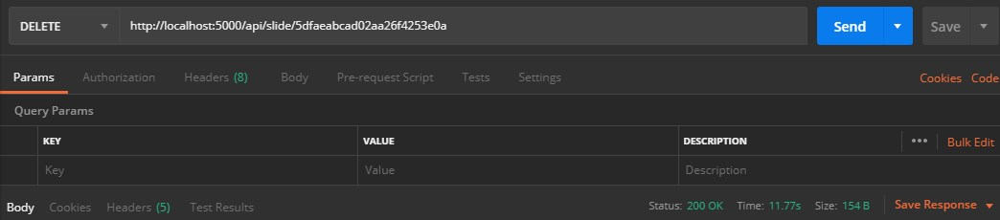 DELETE http://localhost:5000/api/slide/5dfaeabcad02aa26f4253e0a Send Save
Params Authorization Headers (8) Body Pre-request Script Tests Settings Cookies Code
Query Params
KEY VALUE DESCRIPTION ••• Bulk Edit
Key Value Description
Body Cookies Headers (5) Test Results Status: 200 OK Time: 11.77s Size: 154 B Save Response